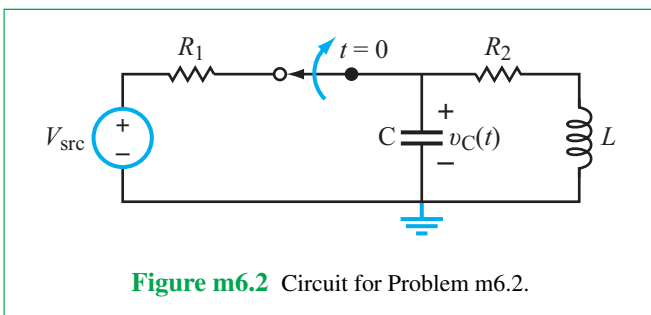 R1 t = 0 R2
Vsrc + − C + vC(t) − L
Figure m6.2 Circuit for Problem m6.2.